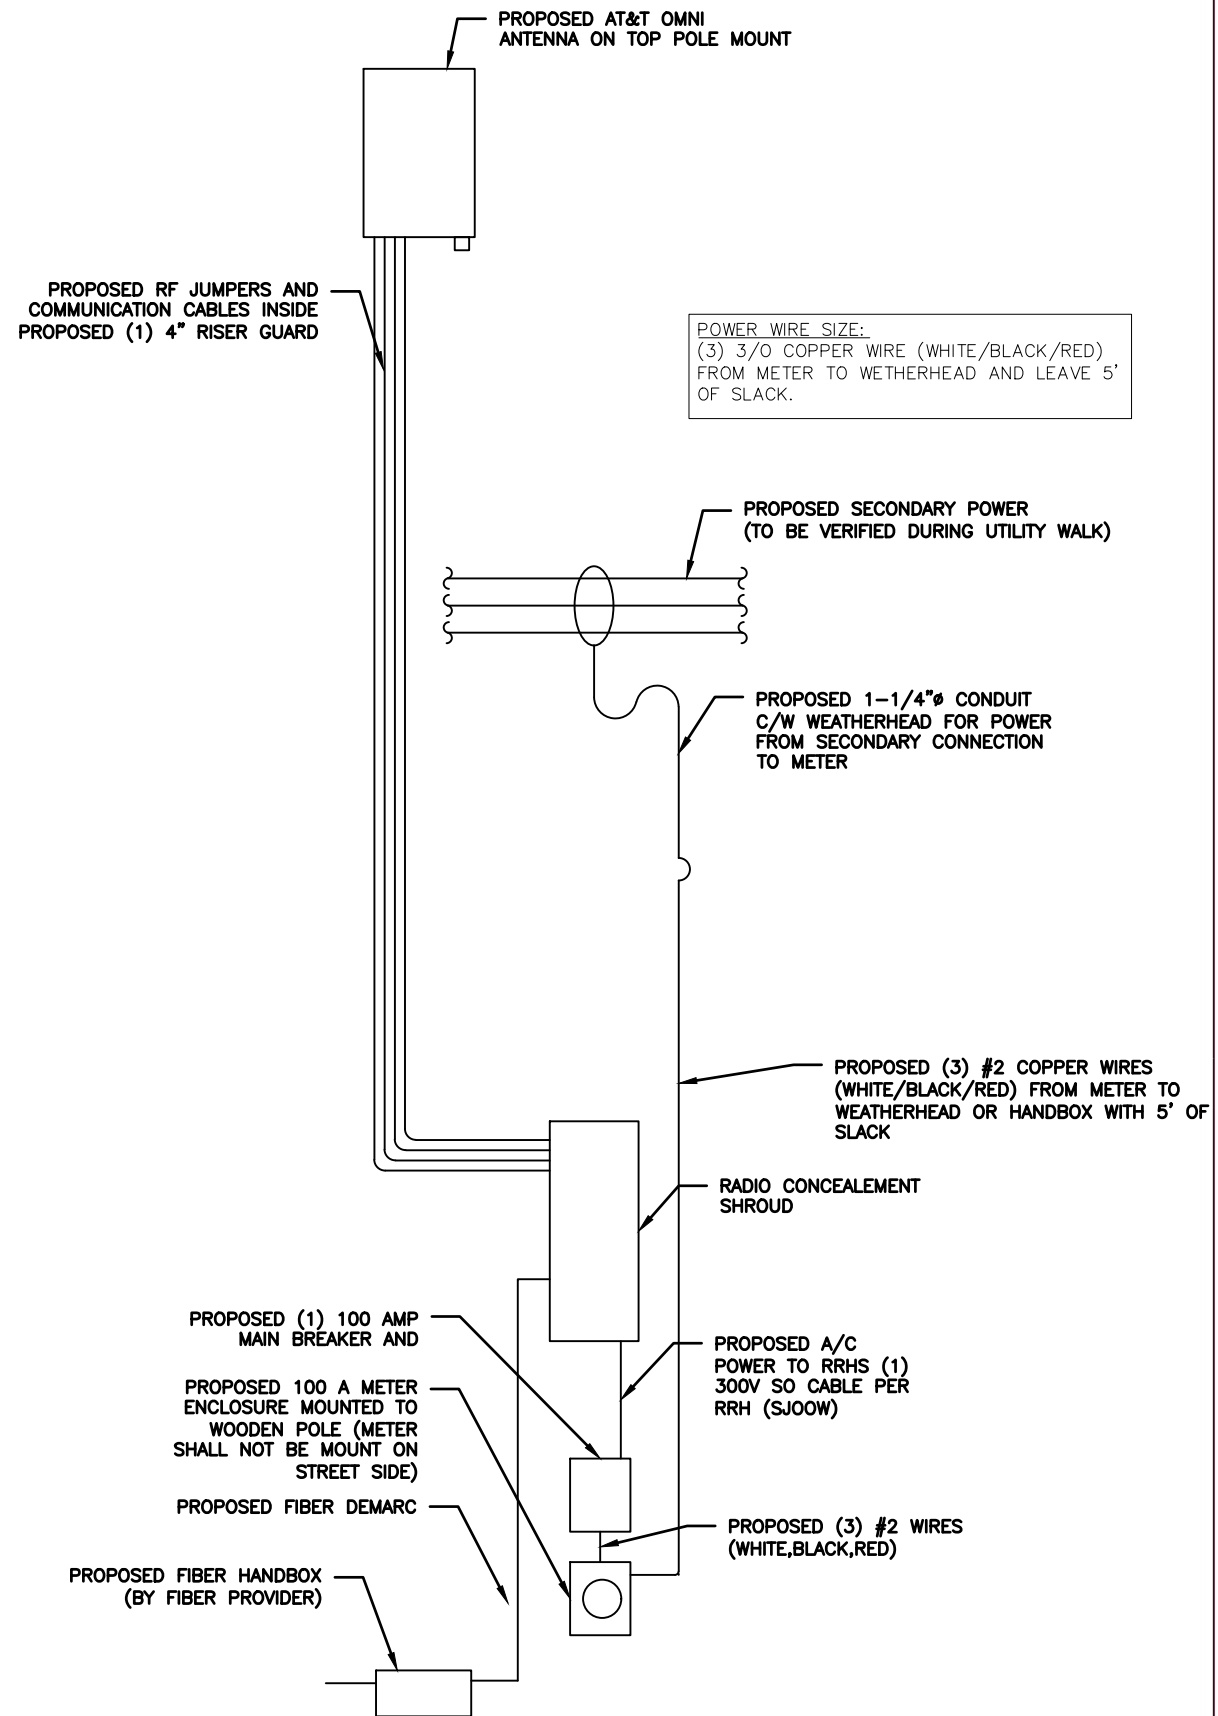 PROPOSED AT&T OMNI
ANTENNA ON TOP POLE MOUNT
PROPOSED RF JUMPERS AND
COMMUNICATION CABLES INSIDE
PROPOSED (1) 4" RISER GUARD
POWER WIRE SIZE:
(3) 3/0 COPPER WIRE (WHITE/BLACK/RED)
FROM METER TO WETHERHEAD AND LEAVE 5'
OF SLACK.
PROPOSED SECONDARY POWER
(TO BE VERIFIED DURING UTILITY WALK)
PROPOSED 1-1/4"ø CONDUIT
C/W WEATHERHEAD FOR POWER
FROM SECONDARY CONNECTION
TO METER
PROPOSED (3) #2 COPPER WIRES
(WHITE/BLACK/RED) FROM METER TO
WEATHERHEAD OR HANDBOX WITH 5' OF
SLACK
RADIO CONCEALEMENT
SHROUD
PROPOSED (1) 100 AMP
MAIN BREAKER AND
PROPOSED A/C
POWER TO RRHS (1)
300V SO CABLE PER
RRH (SJOOW)
PROPOSED 100 A METER
ENCLOSURE MOUNTED TO
WOODEN POLE (METER
SHALL NOT BE MOUNT ON
STREET SIDE)
PROPOSED FIBER DEMARC
PROPOSED (3) #2 WIRES
(WHITE,BLACK,RED)
PROPOSED FIBER HANDBOX
(BY FIBER PROVIDER)